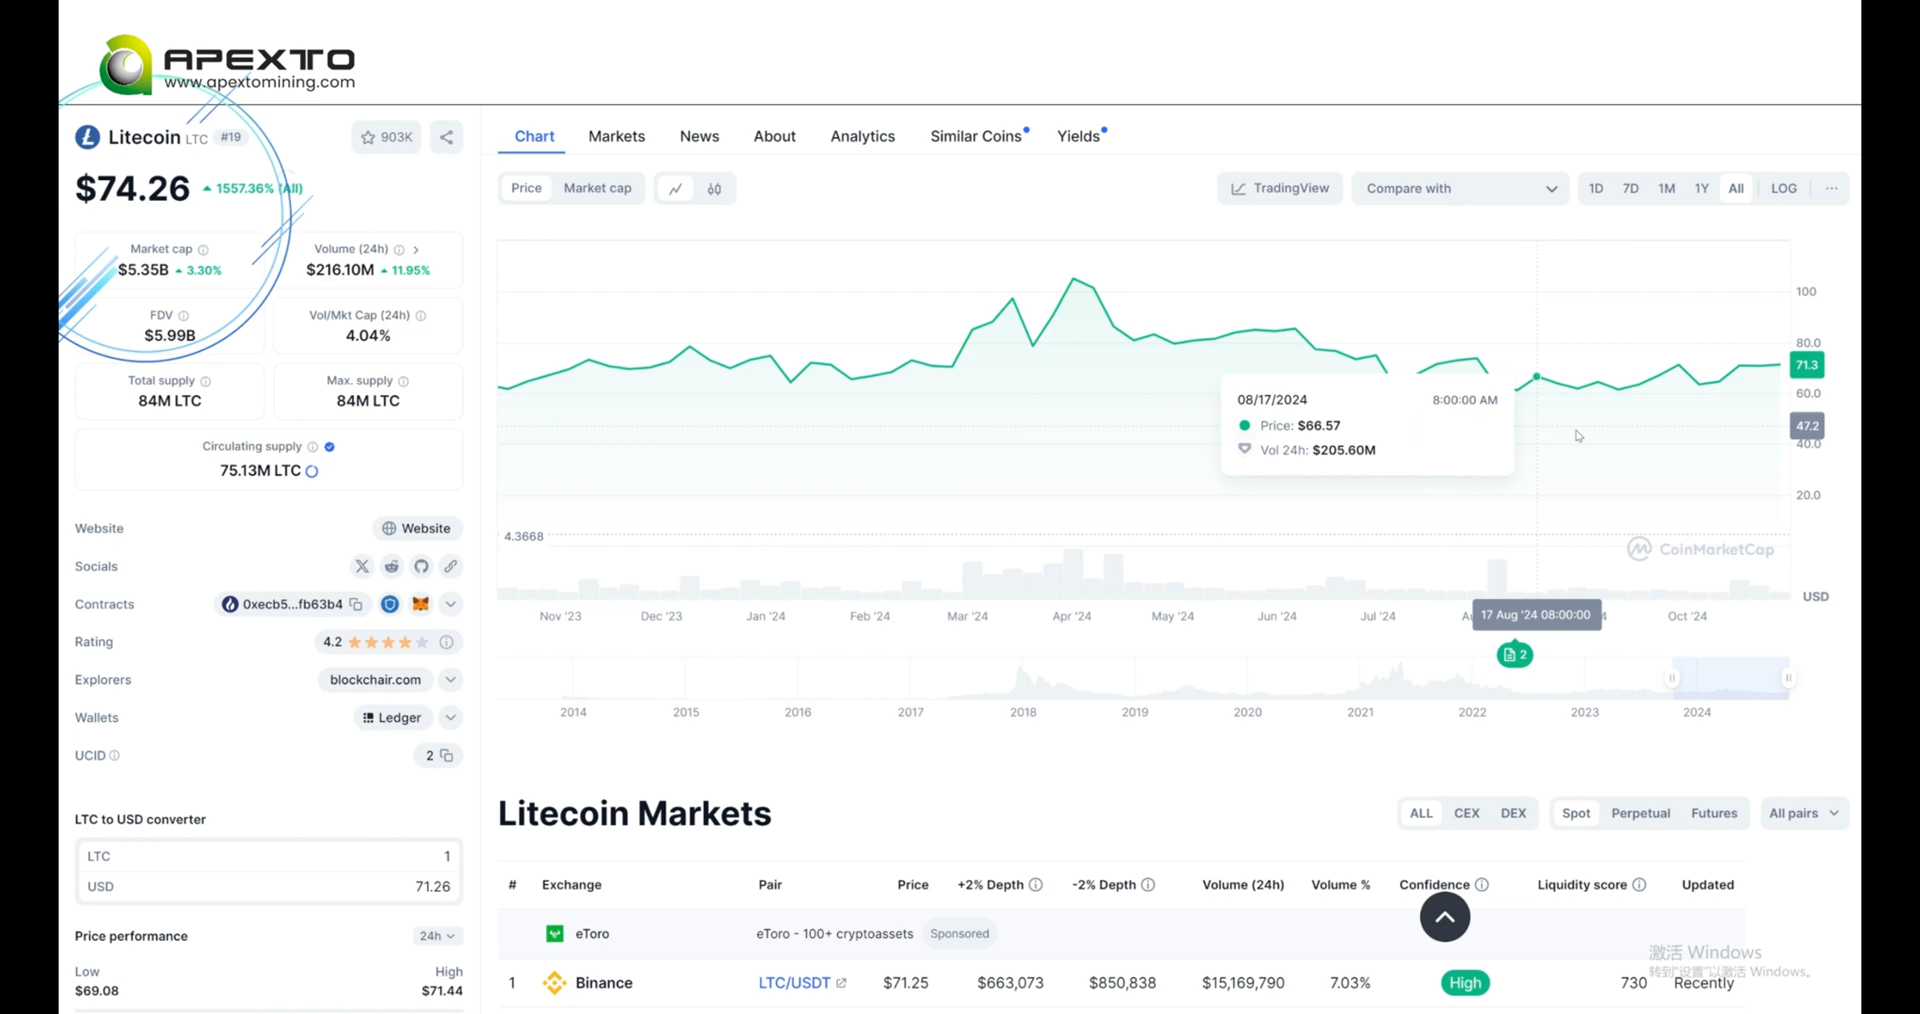 APEXTO
www.apextomining.com
Litecoin LTC #19
903K
$74.26 1557.36% (All)
Market cap
$5.35B 3.30%
Volume (24h)
$216.10M 11.95%
FDV
$5.99B
Vol/Mkt Cap (24h)
4.04%
Total supply
84M LTC
Max. supply
84M LTC
Circulating supply
75.13M LTC
Website Website
Socials
Contracts 0xecb5...fb63b4
Rating 4.2
Explorers blockchair.com
Wallets Ledger
UCID 2
LTC to USD converter
LTC 1
USD 71.26
Price performance 24h
Low High
$69.08 $71.44
Chart Markets News About Analytics Similar Coins Yields
Price Market cap
TradingView Compare with 1D 7D 1M 1Y All LOG ...
100
80.0
71.3
60.0
47.2
40.0
20.0
08/17/2024 8:00:00 AM
Price: $66.57
Vol 24h: $205.60M
4.3668
CoinMarketCap
USD
Nov '23 Dec '23 Jan '24 Feb '24 Mar '24 Apr '24 May '24 Jun '24 Jul '24 17 Aug '24 08:00:00 Oct '24
2
2014 2015 2016 2017 2018 2019 2020 2021 2022 2023 2024
Litecoin Markets
ALL CEX DEX Spot Perpetual Futures All pairs
# Exchange Pair Price +2% Depth -2% Depth Volume (24h) Volume % Confidence Liquidity score Updated
eToro eToro - 100+ cryptoassets Sponsored
1 Binance LTC/USDT $71.25 $663,073 $850,838 $15,169,790 7.03% High 730 Recently
激活 Windows
转到"设置"以激活 Windows。